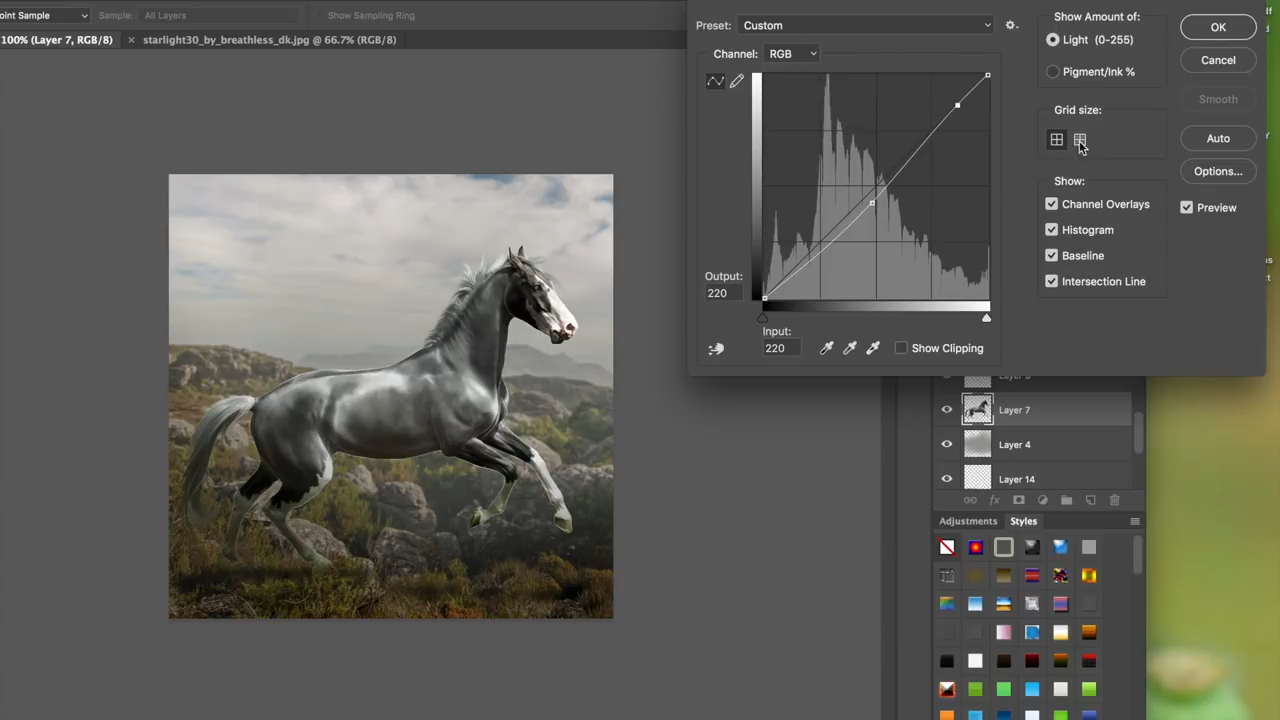 oint Sample
Sample:
All Layers
Show Sampling Ring
100% (Layer 7, RGB/8)
× starlight30_by_breathless_dk.jpg @ 66.7% (RGB/8)
Preset: Custom
Channel: RGB
Output:
220
Input:
220
Show Clipping
Show Amount of:
Light (0-255)
Pigment/Ink %
Grid size:
Show:
Channel Overlays
Histogram
Baseline
Intersection Line
OK
Cancel
Smooth
Auto
Options...
Preview
Layer 7
Layer 4
Layer 14
fx
Adjustments
Styles